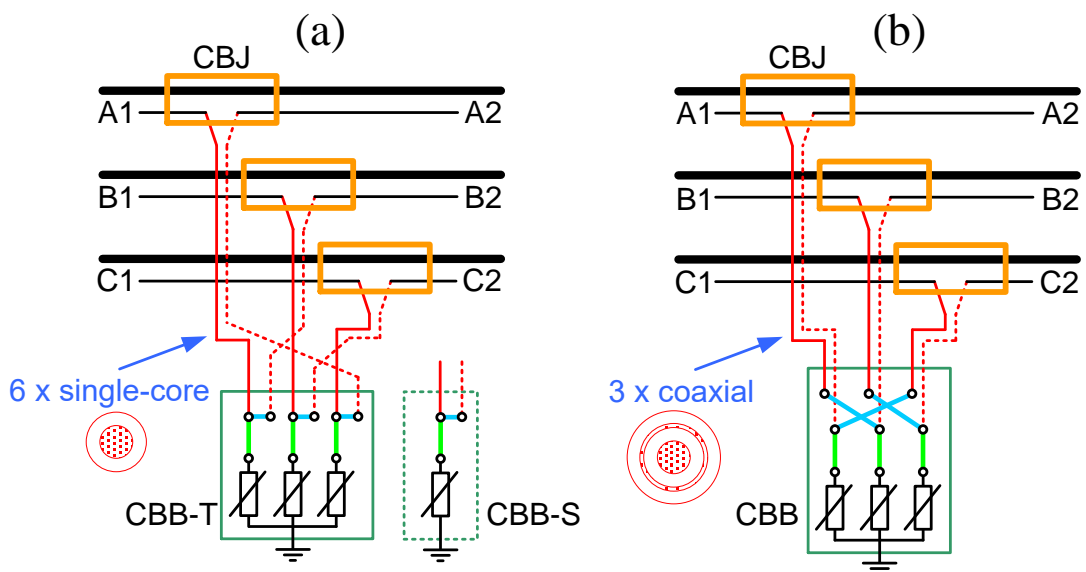 (a)
CBJ
A1 A2
B1 B2
C1 C2
6 x single-core
CBB-T
CBB-S
(b)
CBJ
A1 A2
B1 B2
C1 C2
3 x coaxial
CBB